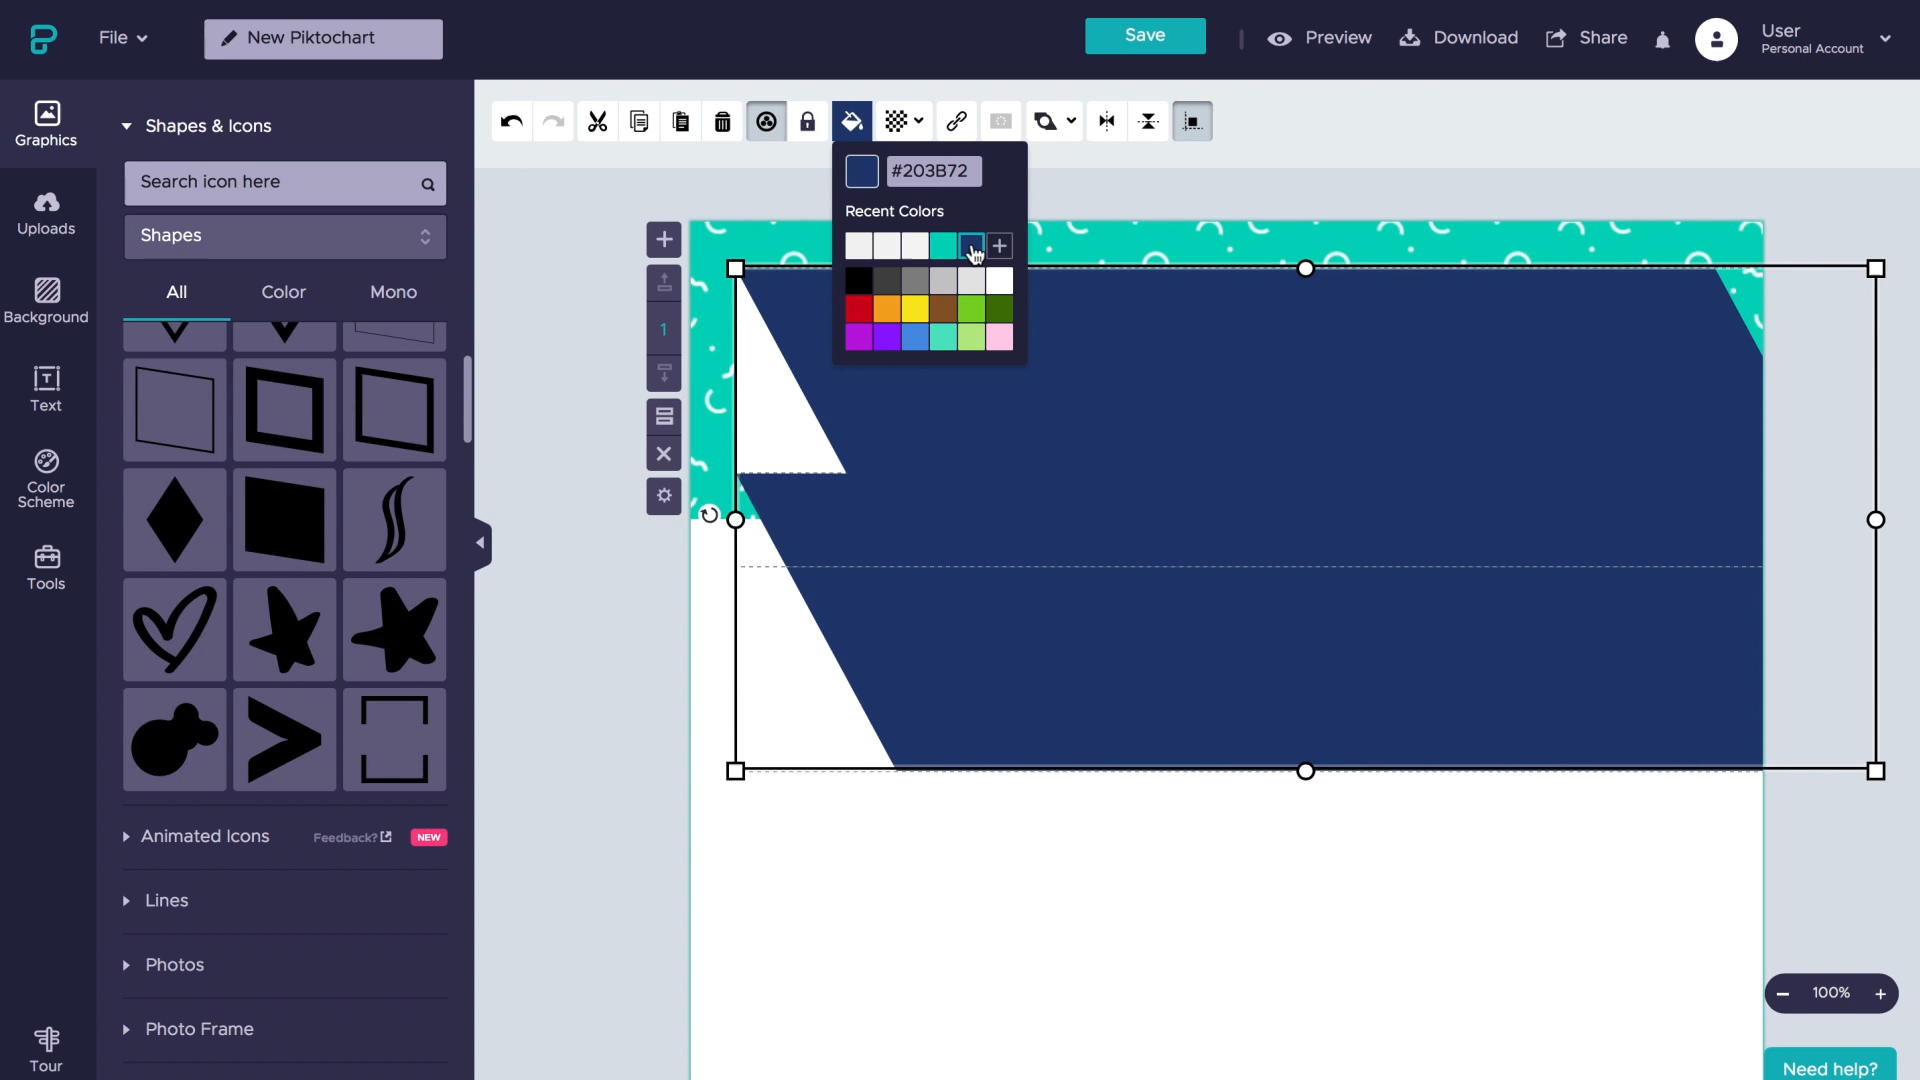 File
New Piktochart
Save
Preview
Download
Share
User
Personal Account
Graphics
Uploads
Background
Text
Color
Scheme
Tools
Tour
Shapes & Icons
Search icon here
Shapes
All
Color
Mono
Animated Icons
Feedback?
NEW
Lines
Photos
Photo Frame
#203B72
Recent Colors
1
100%
Need help?